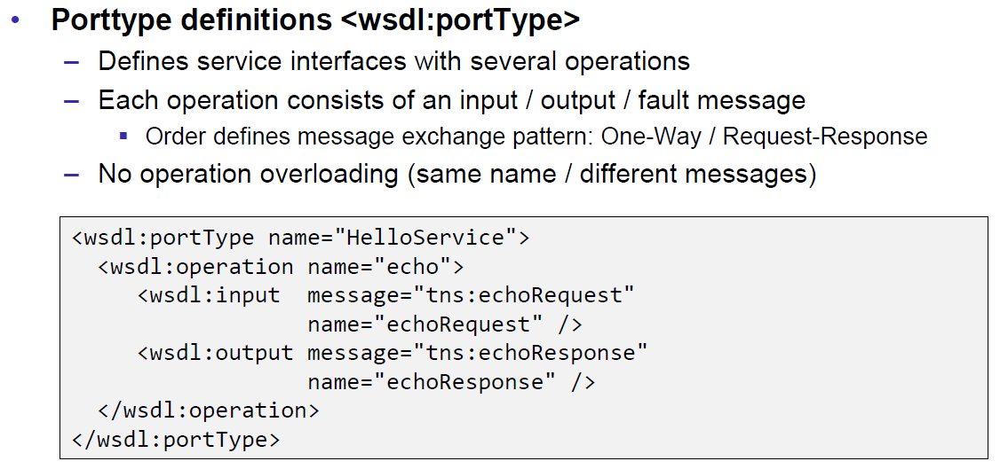 • Porttype definitions <wsdl:portType>
– Defines service interfaces with several operations
– Each operation consists of an input / output / fault message
▪ Order defines message exchange pattern: One-Way / Request-Response
– No operation overloading (same name / different messages)
<wsdl:portType name="HelloService">
  <wsdl:operation name="echo">
     <wsdl:input  message="tns:echoRequest"
                  name="echoRequest" />
     <wsdl:output message="tns:echoResponse"
                  name="echoResponse" />
  </wsdl:operation>
</wsdl:portType>